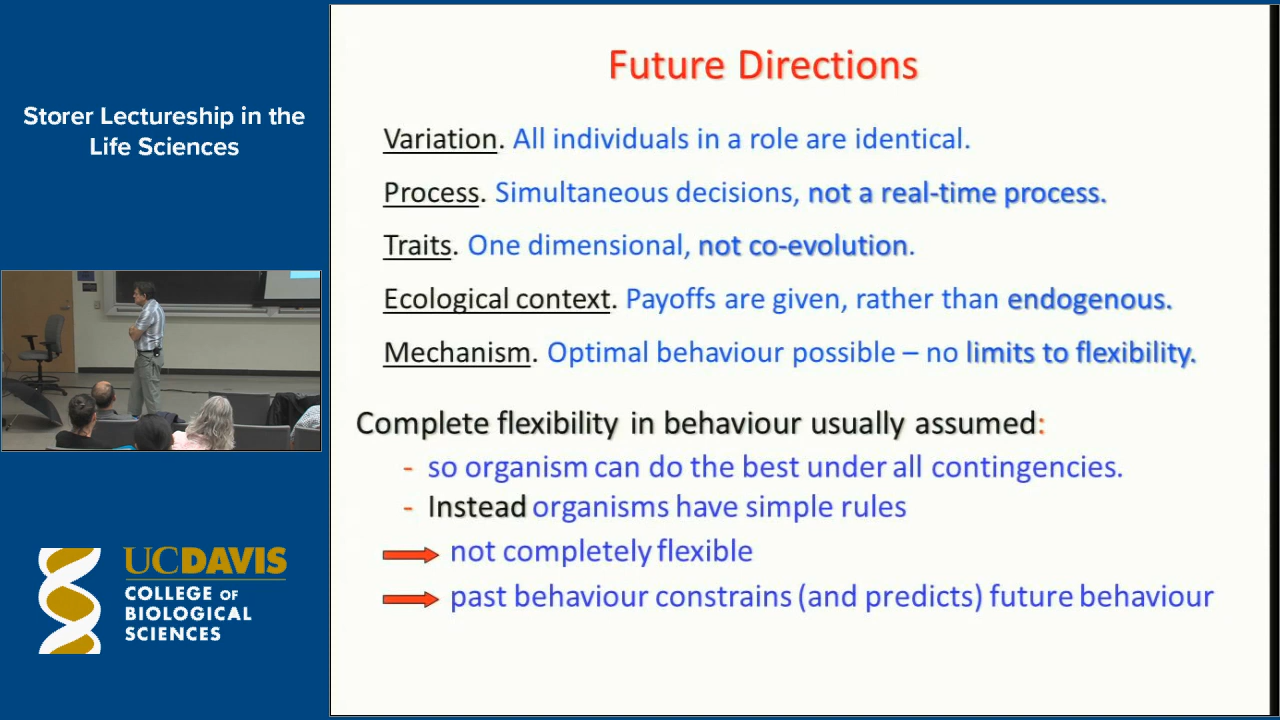 Storer Lectureship in the
Life Sciences
UCDAVIS
COLLEGE OF
BIOLOGICAL
SCIENCES
Future Directions
Variation. All individuals in a role are identical.
Process. Simultaneous decisions, not a real-time process.
Traits. One dimensional, not co-evolution.
Ecological context. Payoffs are given, rather than endogenous.
Mechanism. Optimal behaviour possible – no limits to flexibility.
Complete flexibility in behaviour usually assumed:
- so organism can do the best under all contingencies.
- Instead organisms have simple rules
not completely flexible
past behaviour constrains (and predicts) future behaviour